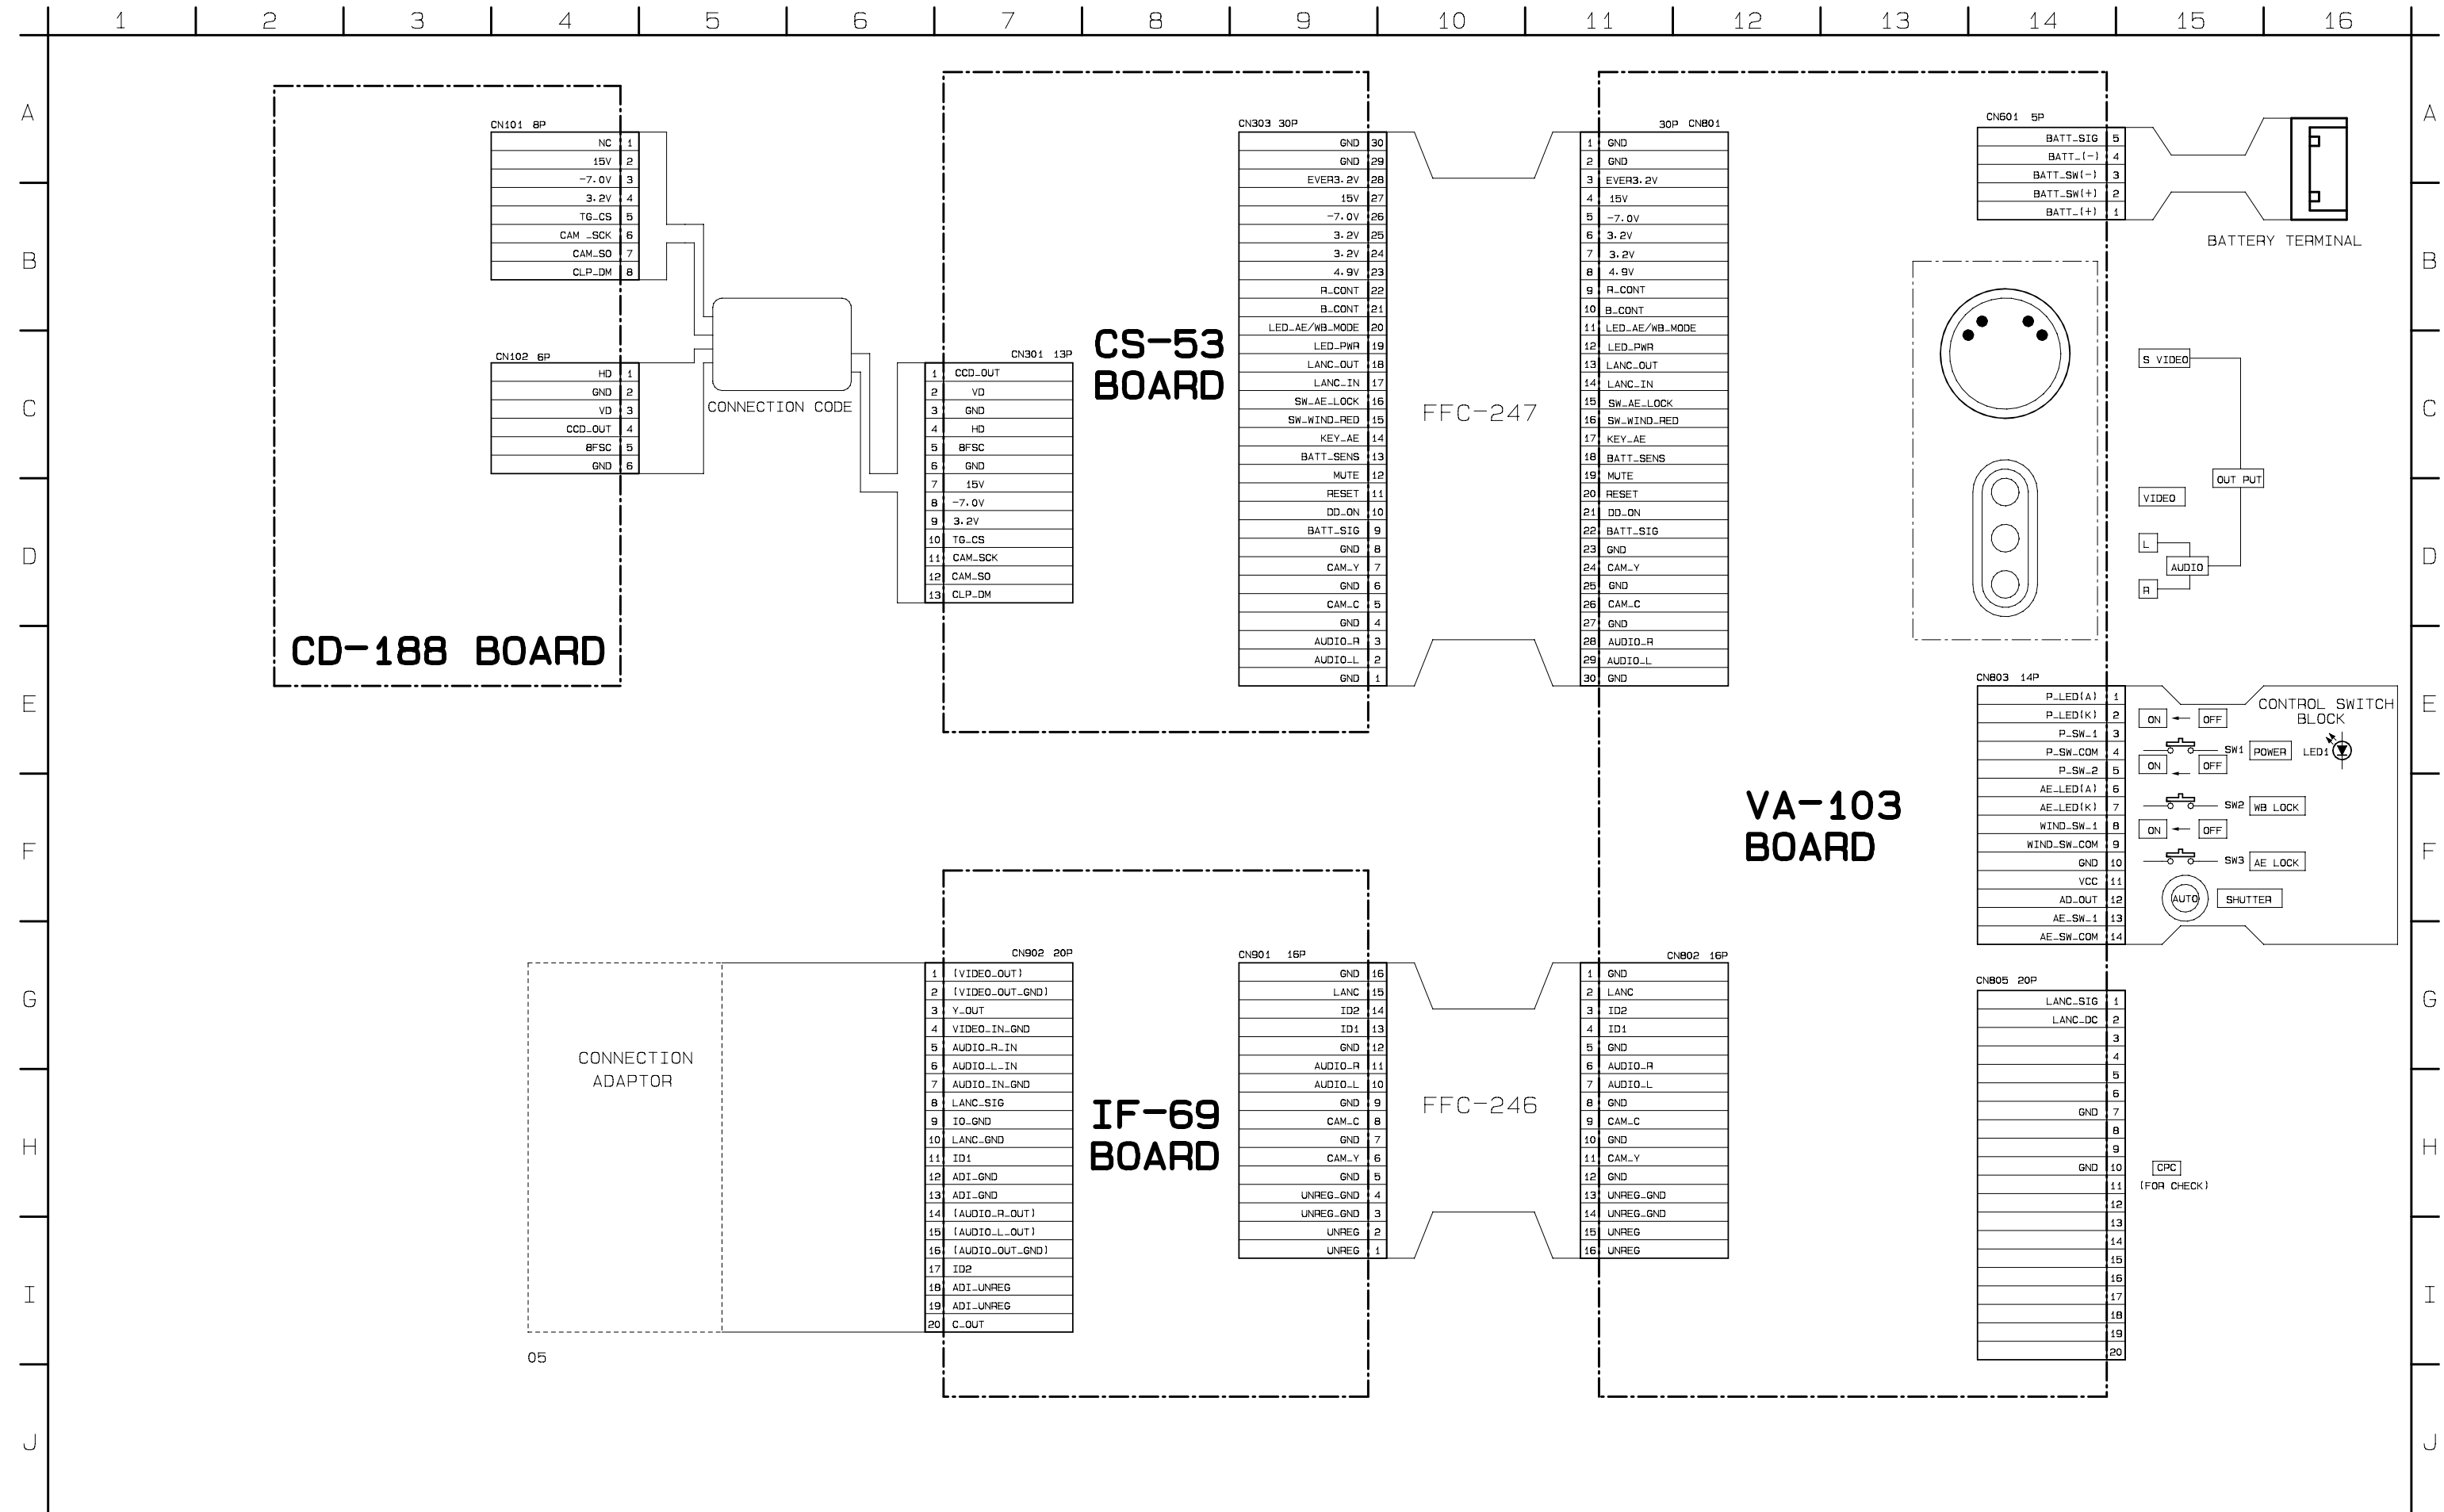 1 2 3 4 5 6 7 8 9 10 11 12 13 14 15 16
A
B
C
D
E
F
G
H
I
J
CN101 8P
NC 1
15V 2
-7.0V 3
3.2V 4
TG_CS 5
CAM _SCK 6
CAM_SO 7
CLP_DM 8
CN102 6P
HD 1
GND 2
VD 3
CCD_OUT 4
8FSC 5
GND 6
CD-188 BOARD
CONNECTION CODE
CN301 13P
1 CCD_OUT
2 VD
3 GND
4 HD
5 8FSC
6 GND
7 15V
8 -7.0V
9 3.2V
10 TG_CS
11 CAM_SCK
12 CAM_SO
13 CLP_DM
CS-53
BOARD
CN303 30P
GND 30
GND 29
EVER3.2V 28
15V 27
-7.0V 26
3.2V 25
3.2V 24
4.9V 23
R_CONT 22
B_CONT 21
LED_AE/WB_MODE 20
LED_PWR 19
LANC_OUT 18
LANC_IN 17
SW_AE_LOCK 16
SW_WIND_RED 15
KEY_AE 14
BATT_SENS 13
MUTE 12
RESET 11
DD_ON 10
BATT_SIG 9
GND 8
CAM_Y 7
GND 6
CAM_C 5
GND 4
AUDIO_R 3
AUDIO_L 2
GND 1
FFC-247
30P CN801
1 GND
2 GND
3 EVER3.2V
4 15V
5 -7.0V
6 3.2V
7 3.2V
8 4.9V
9 R_CONT
10 B_CONT
11 LED_AE/WB_MODE
12 LED_PWR
13 LANC_OUT
14 LANC_IN
15 SW_AE_LOCK
16 SW_WIND_RED
17 KEY_AE
18 BATT_SENS
19 MUTE
20 RESET
21 DD_ON
22 BATT_SIG
23 GND
24 CAM_Y
25 GND
26 CAM_C
27 GND
28 AUDIO_R
29 AUDIO_L
30 GND
CN601 5P
BATT_SIG 5
BATT_(-) 4
BATT_SW(-) 3
BATT_SW(+) 2
BATT_(+) 1
BATTERY TERMINAL
S VIDEO
OUT PUT
VIDEO
L
AUDIO
R
VA-103
BOARD
CN803 14P
P_LED(A) 1
P_LED(K) 2
P_SW_1 3
P_SW_COM 4
P_SW_2 5
AE_LED(A) 6
AE_LED(K) 7
WIND_SW_1 8
WIND_SW_COM 9
GND 10
VCC 11
AD_OUT 12
AE_SW_1 13
AE_SW_COM 14
CONTROL SWITCH
BLOCK
ON OFF
SW1 POWER LED1
ON OFF
SW2 WB LOCK
ON OFF
SW3 AE LOCK
AUTO SHUTTER
CONNECTION
ADAPTOR
05
CN902 20P
1 (VIDEO_OUT)
2 (VIDEO_OUT_GND)
3 Y_OUT
4 VIDEO_IN_GND
5 AUDIO_R_IN
6 AUDIO_L_IN
7 AUDIO_IN_GND
8 LANC_SIG
9 IO_GND
10 LANC_GND
11 ID1
12 ADI_GND
13 ADI_GND
14 (AUDIO_R_OUT)
15 (AUDIO_L_OUT)
16 (AUDIO_OUT_GND)
17 ID2
18 ADI_UNREG
19 ADI_UNREG
20 C_OUT
IF-69
BOARD
CN901 16P
GND 16
LANC 15
ID2 14
ID1 13
GND 12
AUDIO_R 11
AUDIO_L 10
GND 9
CAM_C 8
GND 7
CAM_Y 6
GND 5
UNREG_GND 4
UNREG_GND 3
UNREG 2
UNREG 1
FFC-246
CN802 16P
1 GND
2 LANC
3 ID2
4 ID1
5 GND
6 AUDIO_R
7 AUDIO_L
8 GND
9 CAM_C
10 GND
11 CAM_Y
12 GND
13 UNREG_GND
14 UNREG_GND
15 UNREG
16 UNREG
CN805 20P
LANC_SIG 1
LANC_DC 2
3
4
5
6
GND 7
8
9
GND 10
11
12
13
14
15
16
17
18
19
20
CPC
(FOR CHECK)
A
B
C
D
E
F
G
H
I
J